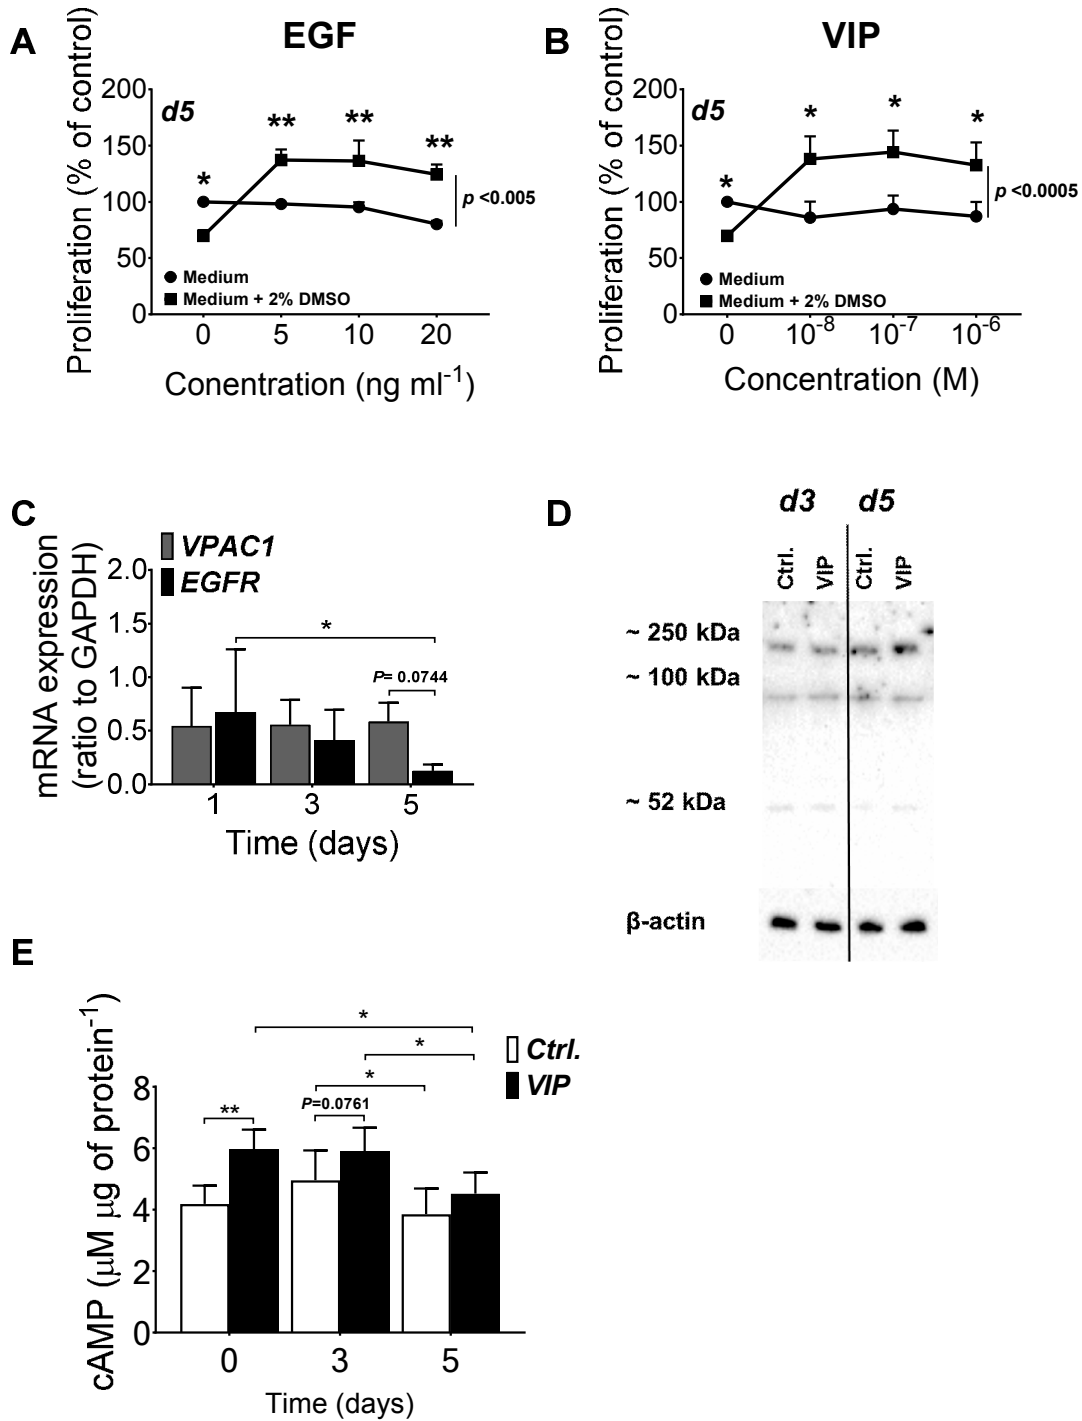 A
EGF
Proliferation (% of control)
200
150
100
50
0
d5
*
**
**
**
p <0.005
Medium
Medium + 2% DMSO
0
5
10
20
Conentration (ng ml-1)
B
VIP
Proliferation (% of control)
200
150
100
50
0
d5
*
*
*
*
p <0.0005
Medium
Medium + 2% DMSO
0
10-8
10-7
10-6
Concentration (M)
C
VPAC1
EGFR
mRNA expression
(ratio to GAPDH)
2.0
1.5
1.0
0.5
0.0
*
P= 0.0744
1
3
5
Time (days)
D
d3
d5
Ctrl.
VIP
Ctrl.
VIP
~ 250 kDa
~ 100 kDa
~ 52 kDa
β-actin
E
cAMP (μM μg of protein-1)
8
6
4
2
0
*
*
*
P=0.0761
**
Ctrl.
VIP
0
3
5
Time (days)